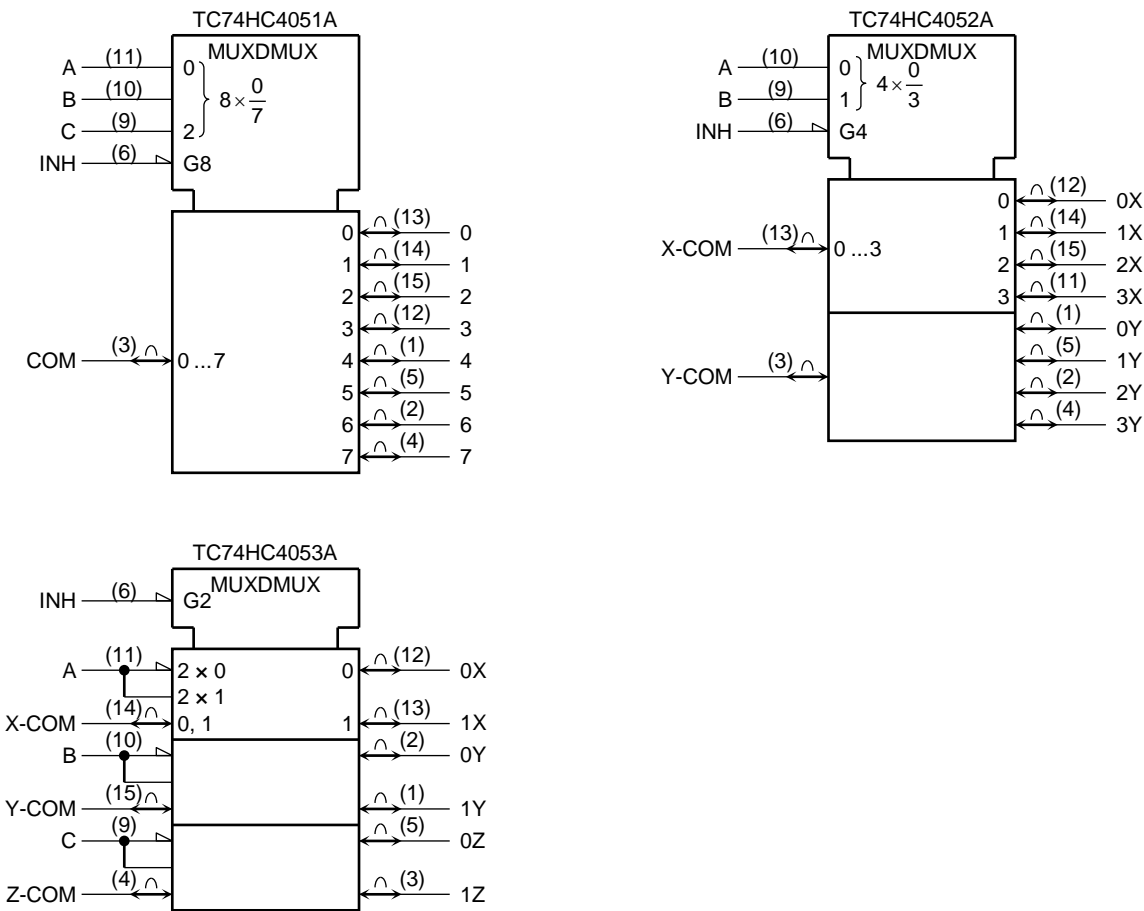 TC74HC4051A
MUXDMUX
A (11) 0
B (10) 8 × 0/7
C (9) 2
INH (6) G8
0 (13) 0
1 (14) 1
2 (15) 2
3 (12) 3
COM (3) 0 ...7 4 (1) 4
5 (5) 5
6 (2) 6
7 (4) 7
TC74HC4052A
MUXDMUX
A (10) 0
4 × 0/3
B (9) 1
INH (6) G4
0 (12) 0X
1 (14) 1X
X-COM (13) 0 ...3
2 (15) 2X
3 (11) 3X
(1) 0Y
(5) 1Y
Y-COM (3)
(2) 2Y
(4) 3Y
TC74HC4053A
MUXDMUX
INH (6) G2
A (11) 2 × 0 0 (12) 0X
2 × 1
X-COM (14) 0, 1 1 (13) 1X
B (10) (2) 0Y
Y-COM (15) (1) 1Y
C (9) (5) 0Z
Z-COM (4) (3) 1Z